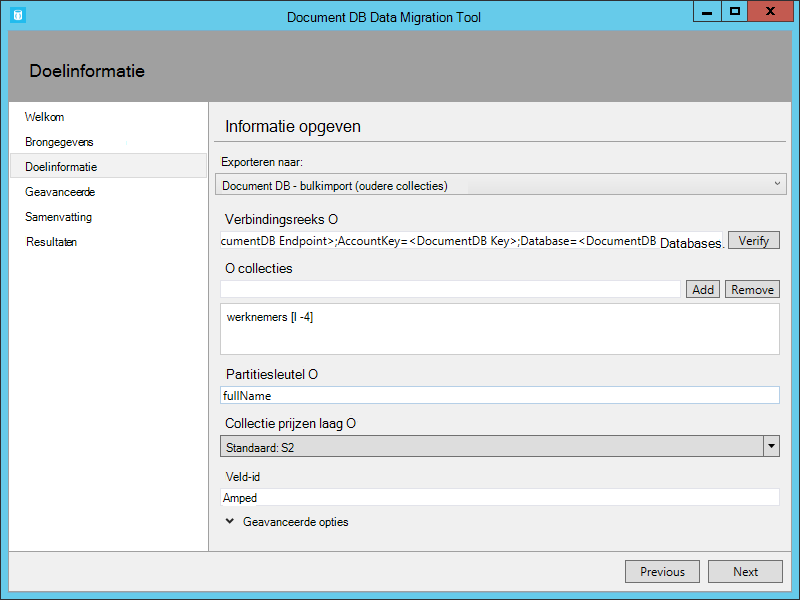 Document DB Data Migration Tool
X
Doelinformatie
Welkom
Brongegevens
Doelinformatie
Geavanceerde
Samenvatting
Resultaten
Informatie opgeven
Exporteren naar:
Document DB - bulkimport (oudere collecties)
Verbindingsreeks O
cumentDB Endpoint>;AccountKey=<DocumentDB Key>;Database=<DocumentDB Databases.
Verify
O collecties
Add
Remove
werknemers [I -4]
Partitiesleutel O
fullName
Collectie prijzen laag O
Standaard: S2
Veld-id
Amped
Geavanceerde opties
Previous
Next